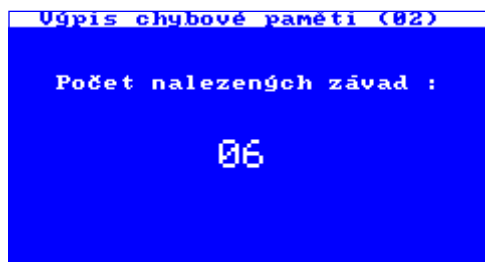 Výpis chybové paměti (02)
Počet nalezených závad :
06